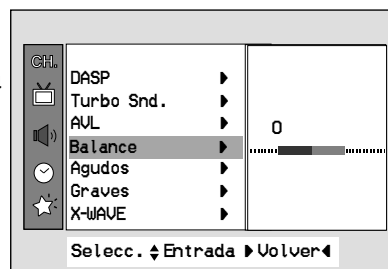 CH.
DASP
Turbo Snd.
AVL
Balance
Agudos
Graves
X-WAVE
0
Selecc. Entrada Volver